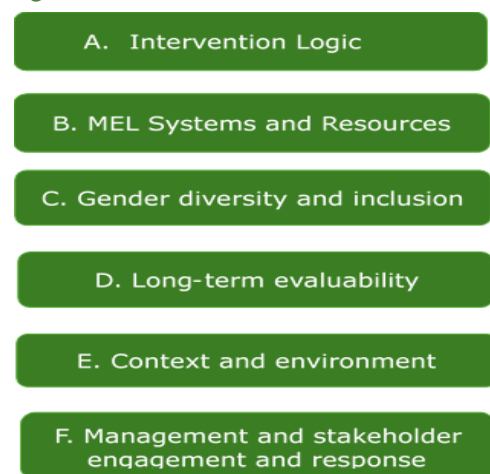 A. Intervention Logic
B. MEL Systems and Resources
C. Gender diversity and inclusion
D. Long-term evaluability
E. Context and environment
F. Management and stakeholder
engagement and response